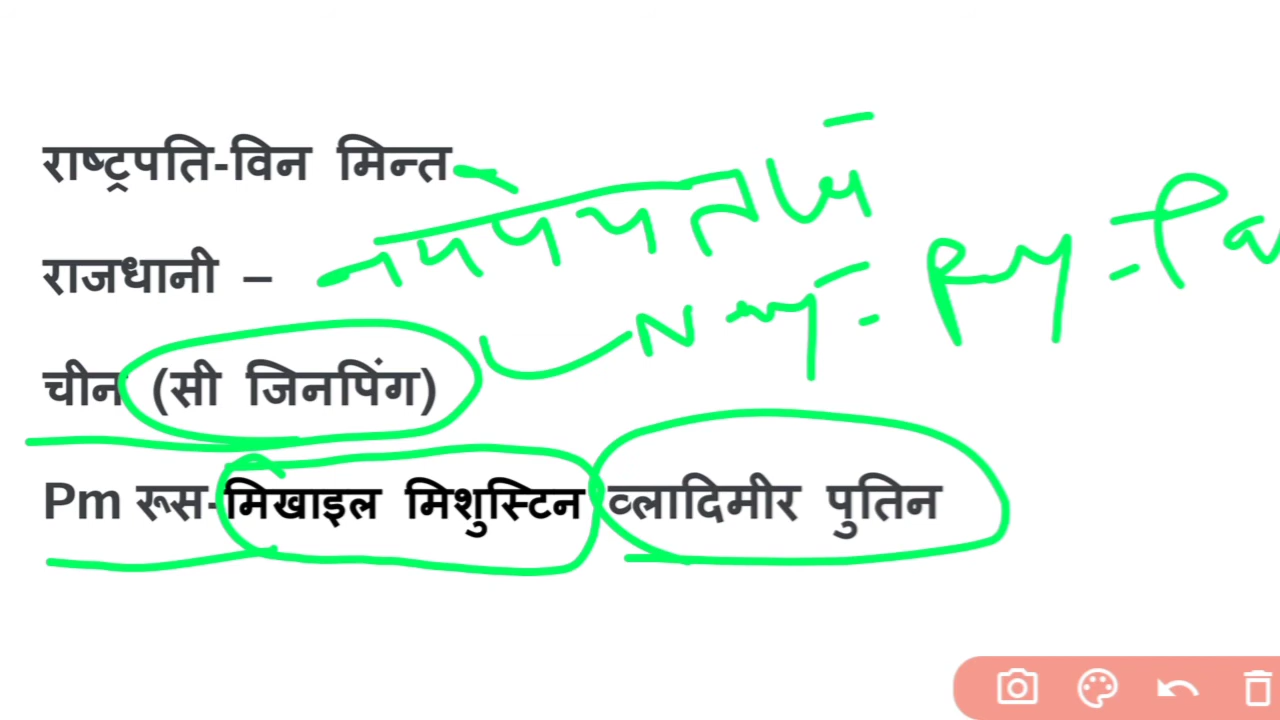 राष्ट्रपति-विन मिन्त
राजधानी –
चीन (सी जिनपिंग)
Pm रूस-मिखाइल मिशुस्टिन व्लादिमीर पुतिन